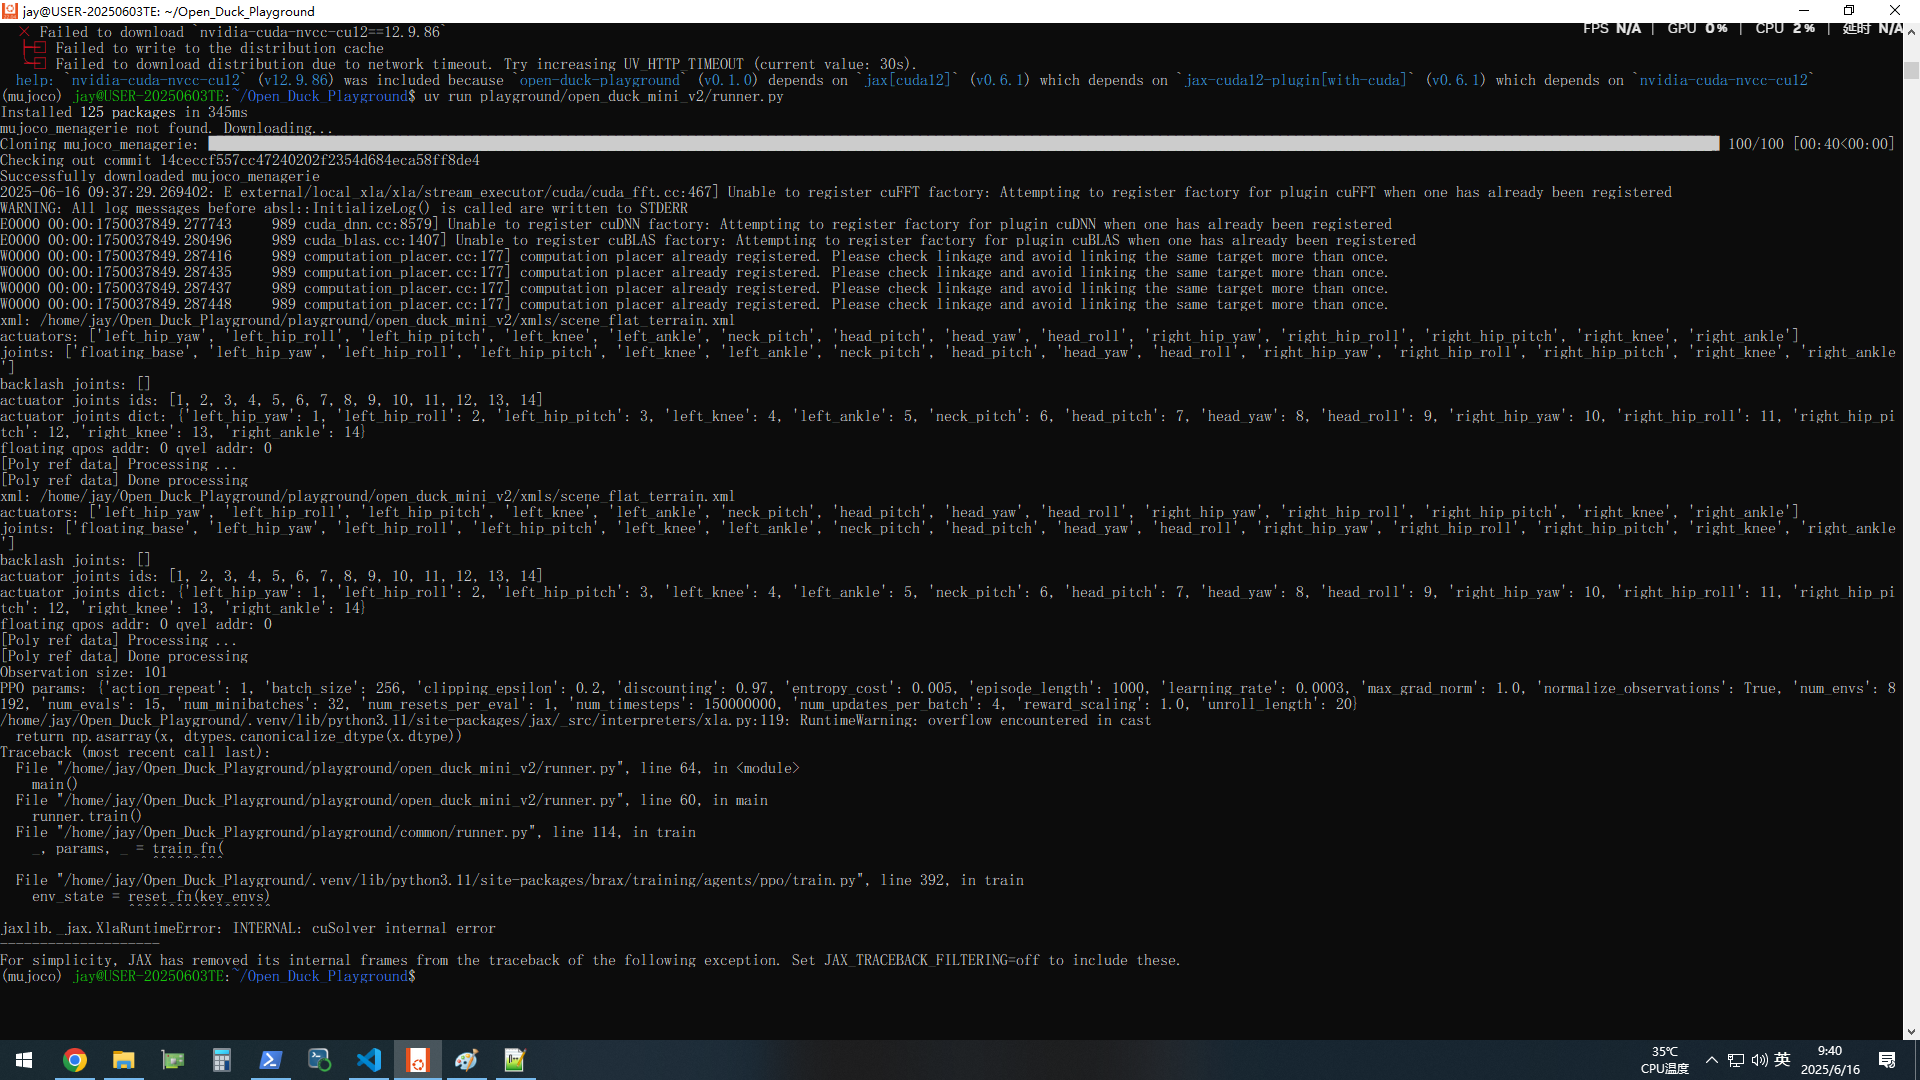 jay@USER-20250603TE: ~/Open_Duck_Playground
× Failed to download `nvidia-cuda-nvcc-cu12==12.9.86`
FPS N/A | GPU 0% | CPU 2% | 延时 N/A
Failed to write to the distribution cache
Failed to download distribution due to network timeout. Try increasing UV_HTTP_TIMEOUT (current value: 30s).
help: `nvidia-cuda-nvcc-cu12` (v12.9.86) was included because `open-duck-playground` (v0.1.0) depends on `jax[cuda12]` (v0.6.1) which depends on `jax-cuda12-plugin[with-cuda]` (v0.6.1) which depends on `nvidia-cuda-nvcc-cu12`
(mujoco) jay@USER-20250603TE:~/Open_Duck_Playground$ uv run playground/open_duck_mini_v2/runner.py
Installed 125 packages in 345ms
mujoco_menagerie not found. Downloading...
Cloning mujoco_menagerie: 100/100 [00:40<00:00]
Checking out commit 14ceccf557cc47240202f2354d684eca58ff8de4
Successfully downloaded mujoco_menagerie
2025-06-16 09:37:29.269402: E external/local_xla/xla/stream_executor/cuda/cuda_fft.cc:467] Unable to register cuFFT factory: Attempting to register factory for plugin cuFFT when one has already been registered
WARNING: All log messages before absl::InitializeLog() is called are written to STDERR
E0000 00:00:1750037849.277743     989 cuda_dnn.cc:8579] Unable to register cuDNN factory: Attempting to register factory for plugin cuDNN when one has already been registered
E0000 00:00:1750037849.280496     989 cuda_blas.cc:1407] Unable to register cuBLAS factory: Attempting to register factory for plugin cuBLAS when one has already been registered
W0000 00:00:1750037849.287416     989 computation_placer.cc:177] computation placer already registered. Please check linkage and avoid linking the same target more than once.
W0000 00:00:1750037849.287435     989 computation_placer.cc:177] computation placer already registered. Please check linkage and avoid linking the same target more than once.
W0000 00:00:1750037849.287437     989 computation_placer.cc:177] computation placer already registered. Please check linkage and avoid linking the same target more than once.
W0000 00:00:1750037849.287448     989 computation_placer.cc:177] computation placer already registered. Please check linkage and avoid linking the same target more than once.
xml: /home/jay/Open_Duck_Playground/playground/open_duck_mini_v2/xmls/scene_flat_terrain.xml
actuators: ['left_hip_yaw', 'left_hip_roll', 'left_hip_pitch', 'left_knee', 'left_ankle', 'neck_pitch', 'head_pitch', 'head_yaw', 'head_roll', 'right_hip_yaw', 'right_hip_roll', 'right_hip_pitch', 'right_knee', 'right_ankle']
joints: ['floating_base', 'left_hip_yaw', 'left_hip_roll', 'left_hip_pitch', 'left_knee', 'left_ankle', 'neck_pitch', 'head_pitch', 'head_yaw', 'head_roll', 'right_hip_yaw', 'right_hip_roll', 'right_hip_pitch', 'right_knee', 'right_ankle
']
backlash joints: []
actuator joints ids: [1, 2, 3, 4, 5, 6, 7, 8, 9, 10, 11, 12, 13, 14]
actuator joints dict: {'left_hip_yaw': 1, 'left_hip_roll': 2, 'left_hip_pitch': 3, 'left_knee': 4, 'left_ankle': 5, 'neck_pitch': 6, 'head_pitch': 7, 'head_yaw': 8, 'head_roll': 9, 'right_hip_yaw': 10, 'right_hip_roll': 11, 'right_hip_pi
tch': 12, 'right_knee': 13, 'right_ankle': 14}
floating qpos addr: 0 qvel addr: 0
[Poly ref data] Processing ...
[Poly ref data] Done processing
xml: /home/jay/Open_Duck_Playground/playground/open_duck_mini_v2/xmls/scene_flat_terrain.xml
actuators: ['left_hip_yaw', 'left_hip_roll', 'left_hip_pitch', 'left_knee', 'left_ankle', 'neck_pitch', 'head_pitch', 'head_yaw', 'head_roll', 'right_hip_yaw', 'right_hip_roll', 'right_hip_pitch', 'right_knee', 'right_ankle']
joints: ['floating_base', 'left_hip_yaw', 'left_hip_roll', 'left_hip_pitch', 'left_knee', 'left_ankle', 'neck_pitch', 'head_pitch', 'head_yaw', 'head_roll', 'right_hip_yaw', 'right_hip_roll', 'right_hip_pitch', 'right_knee', 'right_ankle
']
backlash joints: []
actuator joints ids: [1, 2, 3, 4, 5, 6, 7, 8, 9, 10, 11, 12, 13, 14]
actuator joints dict: {'left_hip_yaw': 1, 'left_hip_roll': 2, 'left_hip_pitch': 3, 'left_knee': 4, 'left_ankle': 5, 'neck_pitch': 6, 'head_pitch': 7, 'head_yaw': 8, 'head_roll': 9, 'right_hip_yaw': 10, 'right_hip_roll': 11, 'right_hip_pi
tch': 12, 'right_knee': 13, 'right_ankle': 14}
floating qpos addr: 0 qvel addr: 0
[Poly ref data] Processing ...
[Poly ref data] Done processing
Observation size: 101
PPO params: {'action_repeat': 1, 'batch_size': 256, 'clipping_epsilon': 0.2, 'discounting': 0.97, 'entropy_cost': 0.005, 'episode_length': 1000, 'learning_rate': 0.0003, 'max_grad_norm': 1.0, 'normalize_observations': True, 'num_envs': 8
192, 'num_evals': 15, 'num_minibatches': 32, 'num_resets_per_eval': 1, 'num_timesteps': 150000000, 'num_updates_per_batch': 4, 'reward_scaling': 1.0, 'unroll_length': 20}
/home/jay/Open_Duck_Playground/.venv/lib/python3.11/site-packages/jax/_src/interpreters/xla.py:119: RuntimeWarning: overflow encountered in cast
return np.asarray(x, dtypes.canonicalize_dtype(x.dtype))
Traceback (most recent call last):
File "/home/jay/Open_Duck_Playground/playground/open_duck_mini_v2/runner.py", line 64, in <module>
main()
File "/home/jay/Open_Duck_Playground/playground/open_duck_mini_v2/runner.py", line 60, in main
runner.train()
File "/home/jay/Open_Duck_Playground/playground/common/runner.py", line 114, in train
_, params, _ = train_fn(
^^^^^^^^^
File "/home/jay/Open_Duck_Playground/.venv/lib/python3.11/site-packages/brax/training/agents/ppo/train.py", line 392, in train
env_state = reset_fn(key_envs)
^^^^^^^^^^^^^^^^^^
jaxlib._jax.XlaRuntimeError: INTERNAL: cuSolver internal error
--------------------
For simplicity, JAX has removed its internal frames from the traceback of the following exception. Set JAX_TRACEBACK_FILTERING=off to include these.
(mujoco) jay@USER-20250603TE:~/Open_Duck_Playground$
35℃
CPU温度
英
9:40
2025/6/16